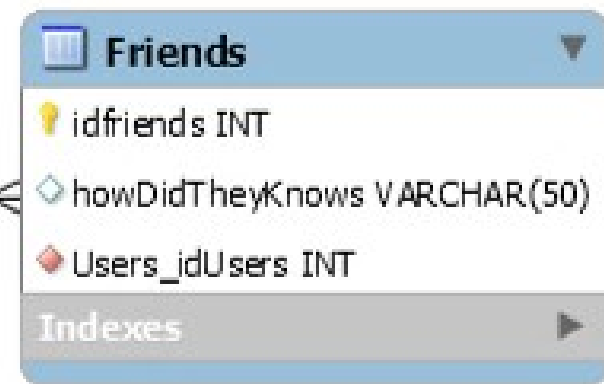 Friends
idfriends INT
howDidTheyKnows VARCHAR(50)
Users_idUsers INT
Indexes